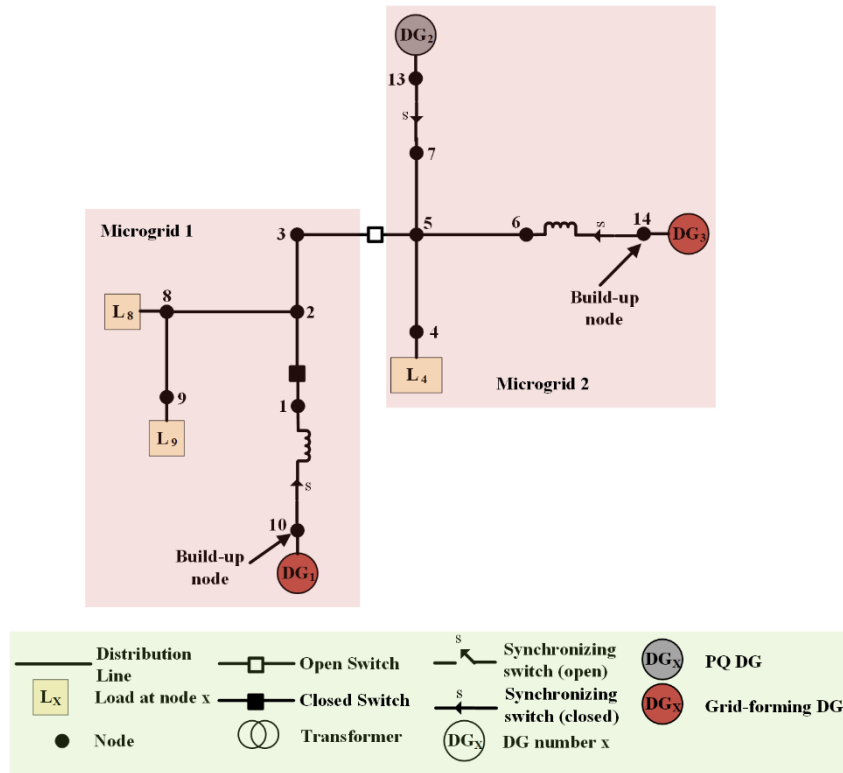 DG2
13
s
7
Microgrid 1
3
5
6
s
14
DG3
Build-up
node
8
L8
2
4
L4
Microgrid 2
9
L9
1
s
10
Build-up
node
DG1
Distribution
Line
Open Switch
s
Synchronizing
switch (open)
DGX
PQ DG
LX
Load at node x
Closed Switch
s
Synchronizing
switch (closed)
DGX
Grid-forming DG
Node
Transformer
DGX
DG number x